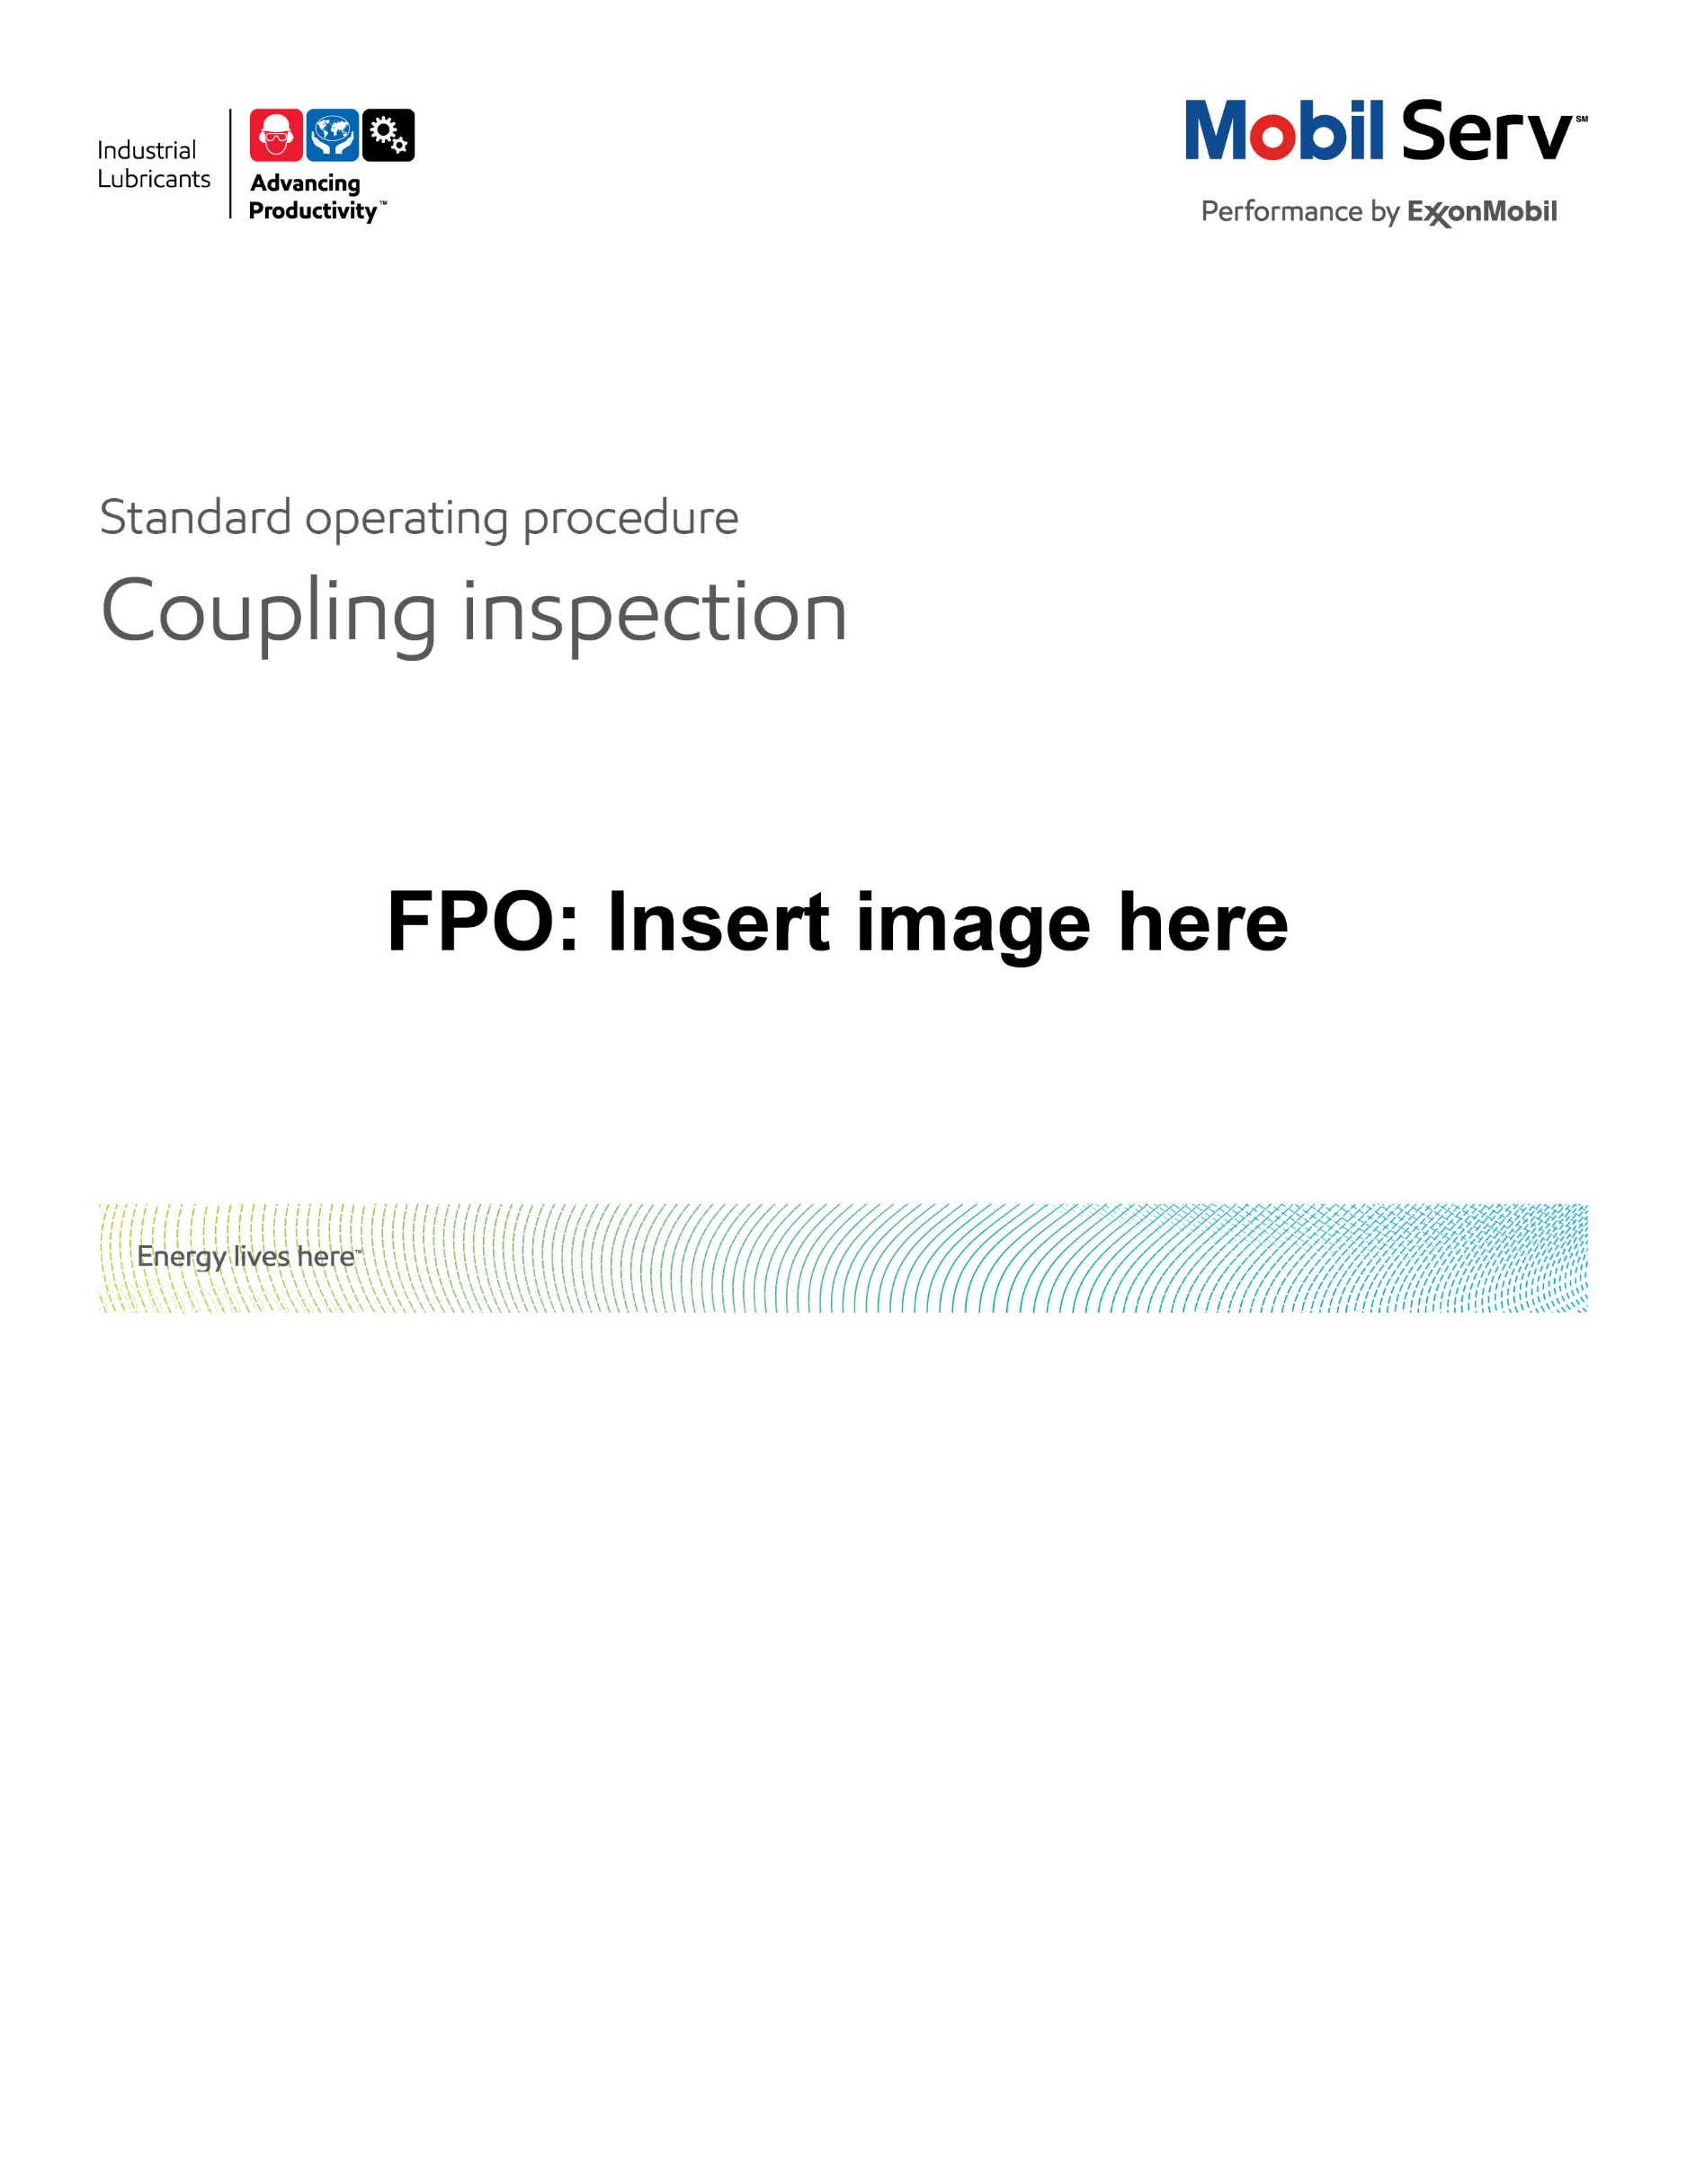 Industrial
Lubricants
Advancing
Productivity™
Mobil Serv℠
Performance by ExxonMobil
Standard operating procedure
Coupling inspection
FPO: Insert image here
Energy lives here™